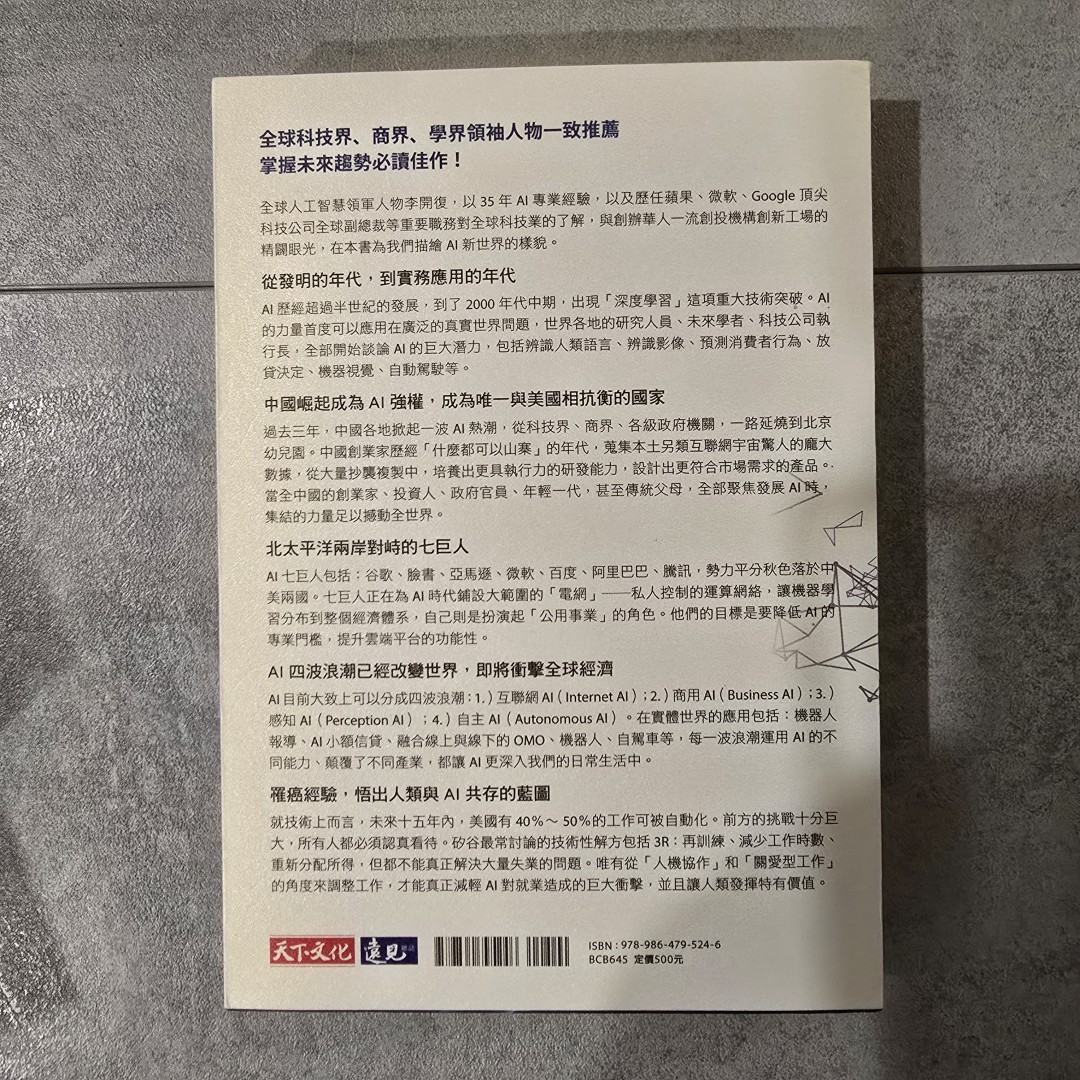 全球科技界、商界、學界領袖人物一致推薦
掌握未來趨勢必讀佳作！
全球人工智慧領軍人物李開復，以 35 年 AI 專業經驗，以及歷任蘋果、微軟、Google 頂尖
科技公司全球副總裁等重要職務對全球科技業的了解，與創辦華人一流創投機構創新工場的
精闢眼光，在本書為我們描繪 AI 新世界的樣貌。
從發明的年代，到實務應用的年代
AI 歷經超過半世紀的發展，到了 2000 年代中期，出現「深度學習」這項重大技術突破。AI
的力量首度可以應用在廣泛的真實世界問題，世界各地的研究人員、未來學者、科技公司執
行長，全部開始談論 AI 的巨大潛力，包括辨識人類語言、辨識影像、預測消費者行為、放
貸決定、機器視覺、自動駕駛等。
中國崛起成為 AI 強權，成為唯一與美國相抗衡的國家
過去三年，中國各地掀起一波 AI 熱潮，從科技界、商界、各級政府機關，一路延燒到北京
幼兒園。中國創業家歷經「什麼都可以山寨」的年代，蒐集本土另類互聯網宇宙驚人的龐大
數據，從大量抄襲複製中，培養出更具執行力的研發能力，設計出更符合市場需求的產品。
當全中國的創業家、投資人、政府官員、年輕一代，甚至傳統父母，全部聚焦發展 AI 時，
集結的力量足以撼動全世界。
北太平洋兩岸對峙的七巨人
AI 七巨人包括：谷歌、臉書、亞馬遜、微軟、百度、阿里巴巴、騰訊，勢力平分秋色落於中
美兩國。七巨人正在為 AI 時代鋪設大範圍的「電網」——私人控制的運算網絡，讓機器學
習分布到整個經濟體系，自己則是扮演起「公用事業」的角色。他們的目標是要降低 AI 的
專業門檻，提升雲端平台的功能性。
AI 四波浪潮已經改變世界，即將衝擊全球經濟
AI 目前大致上可以分成四波浪潮：1.）互聯網 AI（Internet AI）；2.）商用 AI（Business AI）；3.）
感知 AI（Perception AI）；4.）自主 AI（Autonomous AI）。在實體世界的應用包括：機器人
報導、AI 小額信貸、融合線上與線下的 OMO、機器人、自駕車等，每一波浪潮運用 AI 的不
同能力、顛覆了不同產業，都讓 AI 更深入我們的日常生活中。
罹癌經驗，悟出人類與 AI 共存的藍圖
就技術上而言，未來十五年內，美國有 40%～ 50%的工作可被自動化。前方的挑戰十分巨
大，所有人都必須認真看待。矽谷最常討論的技術性解方包括 3R：再訓練、減少工作時數、
重新分配所得，但都不能真正解決大量失業的問題。唯有從「人機協作」和「關愛型工作」
的角度來調整工作，才能真正減輕 AI 對就業造成的巨大衝擊，並且讓人類發揮特有價值。
天下文化 遠見雜誌
ISBN：978-986-479-524-6
BCB645 定價500元